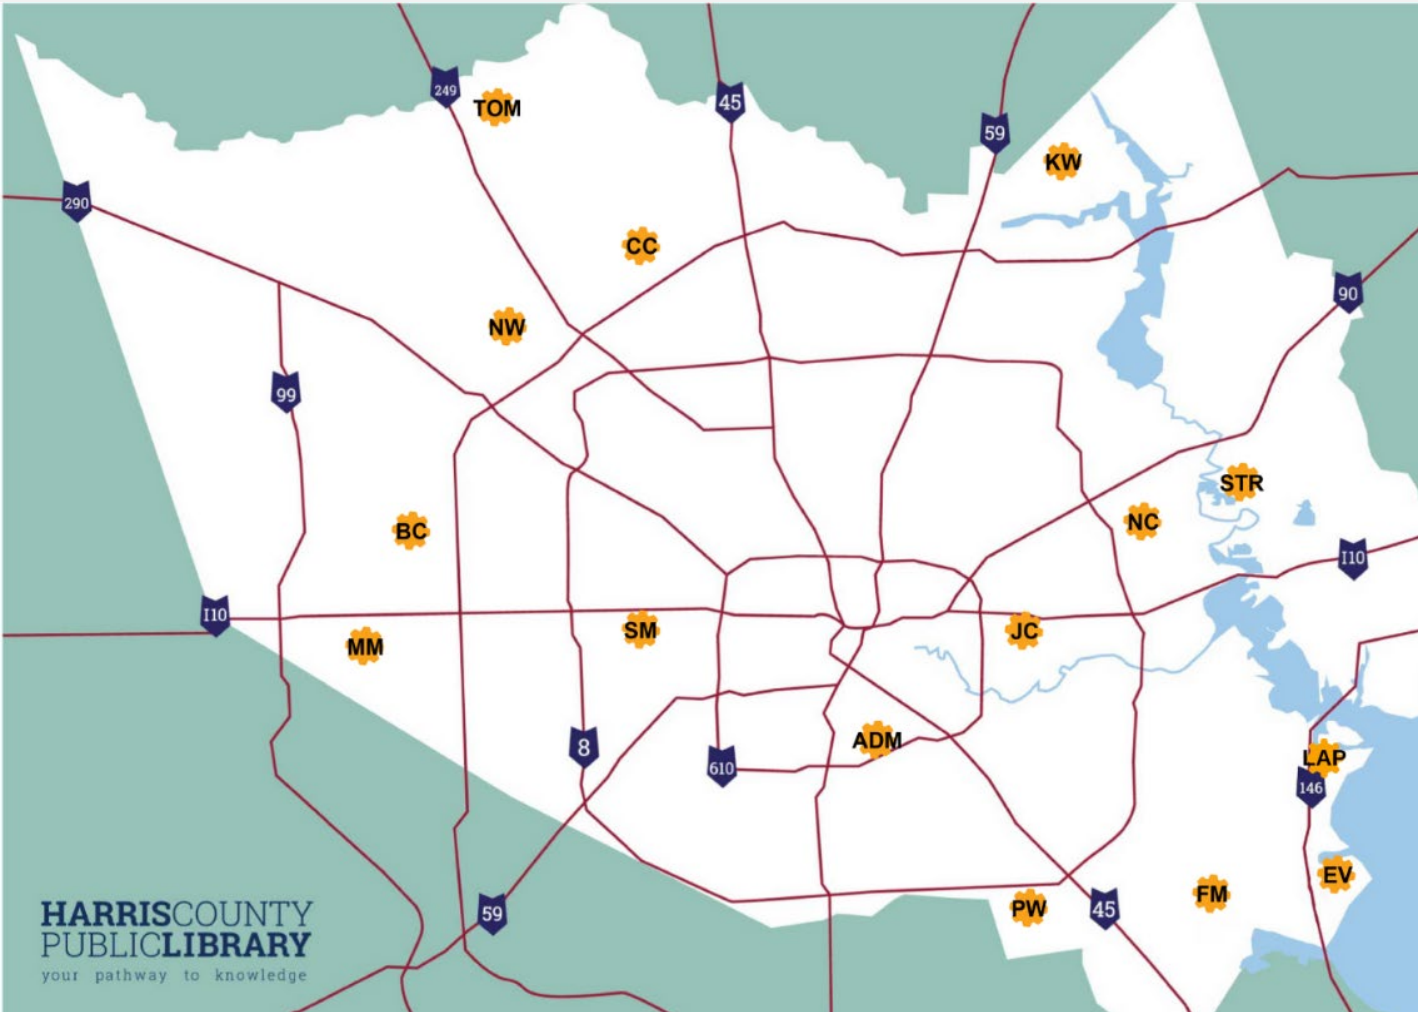 249
TOM
45
59
KW
290
CC
90
NW
99
STR
NC
BC
I10
I10
SM
JC
MM
ADM
8
LAP
610
146
EV
FM
PW
45
59
HARRISCOUNTY
PUBLICLIBRARY
your pathway to knowledge